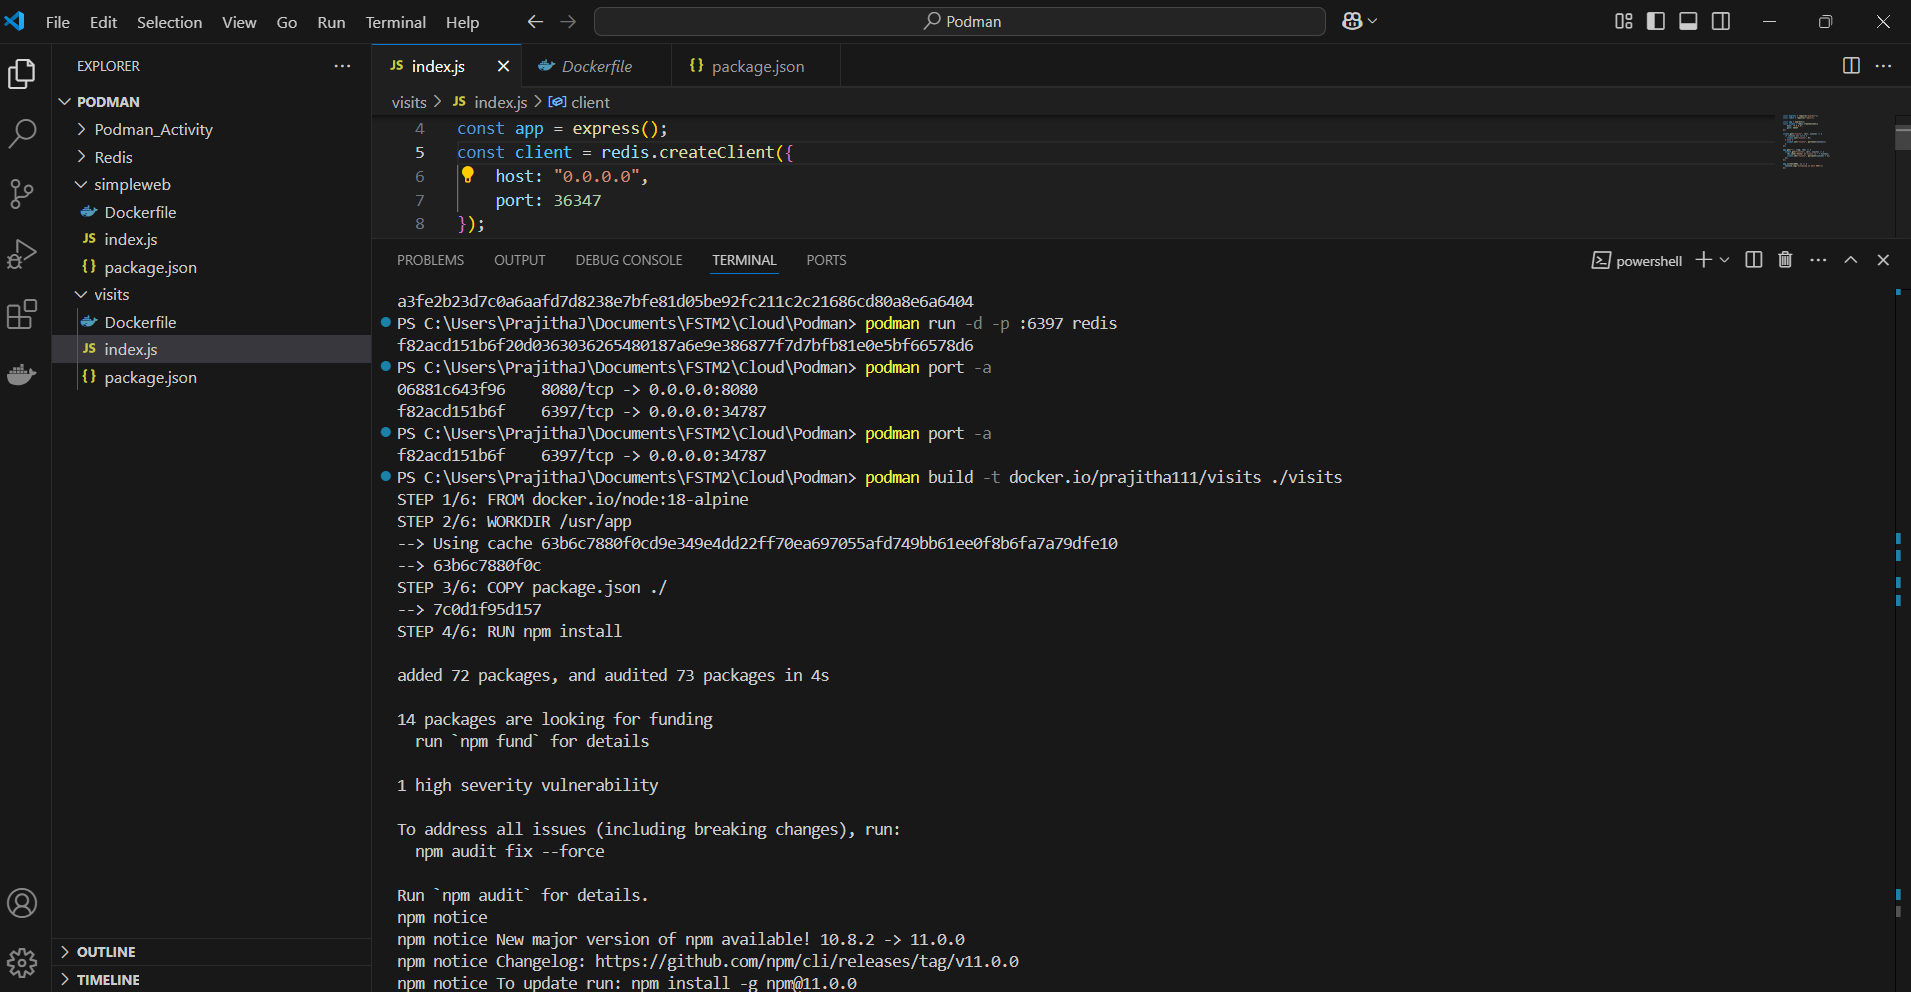 File Edit Selection View Go Run Terminal Help
Podman
EXPLORER
PODMAN
Podman_Activity
Redis
simpleweb
Dockerfile
JS index.js
{} package.json
visits
Dockerfile
JS index.js
{} package.json
OUTLINE
TIMELINE
JS index.js
Dockerfile
{} package.json
visits > JS index.js > client
4 const app = express();
5 const client = redis.createClient({
6 host: "0.0.0.0",
7 port: 36347
8 });
PROBLEMS OUTPUT DEBUG CONSOLE TERMINAL PORTS
powershell
a3fe2b23d7c0a6aafd7d8238e7bfe81d05be92fc211c2c21686cd80a8e6a6404
PS C:\Users\PrajithaJ\Documents\FSTM2\Cloud\Podman> podman run -d -p :6397 redis
f82acd151b6f20d0363036265480187a6e9e386877f7d7bfb81e0e5bf66578d6
PS C:\Users\PrajithaJ\Documents\FSTM2\Cloud\Podman> podman port -a
06881c643f96 8080/tcp -> 0.0.0.0:8080
f82acd151b6f 6397/tcp -> 0.0.0.0:34787
PS C:\Users\PrajithaJ\Documents\FSTM2\Cloud\Podman> podman port -a
f82acd151b6f 6397/tcp -> 0.0.0.0:34787
PS C:\Users\PrajithaJ\Documents\FSTM2\Cloud\Podman> podman build -t docker.io/prajitha111/visits ./visits
STEP 1/6: FROM docker.io/node:18-alpine
STEP 2/6: WORKDIR /usr/app
--> Using cache 63b6c7880f0cd9e349e4dd22ff70ea697055afd749bb61ee0f8b6fa7a79dfe10
--> 63b6c7880f0c
STEP 3/6: COPY package.json ./
--> 7c0d1f95d157
STEP 4/6: RUN npm install
added 72 packages, and audited 73 packages in 4s
14 packages are looking for funding
run `npm fund` for details
1 high severity vulnerability
To address all issues (including breaking changes), run:
npm audit fix --force
Run `npm audit` for details.
npm notice
npm notice New major version of npm available! 10.8.2 -> 11.0.0
npm notice Changelog: https://github.com/npm/cli/releases/tag/v11.0.0
npm notice To update run: npm install -g npm@11.0.0